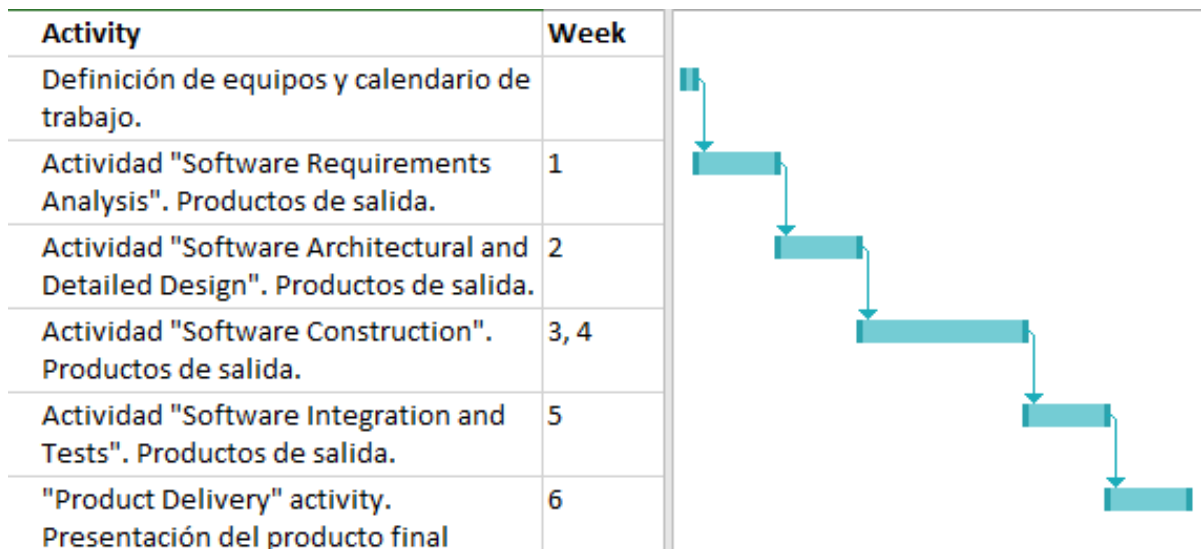 Activity Week
Definición de equipos y calendario de
trabajo.
Actividad "Software Requirements 1
Analysis". Productos de salida.
Actividad "Software Architectural and 2
Detailed Design". Productos de salida.
Actividad "Software Construction". 3, 4
Productos de salida.
Actividad "Software Integration and 5
Tests". Productos de salida.
"Product Delivery" activity. 6
Presentación del producto final